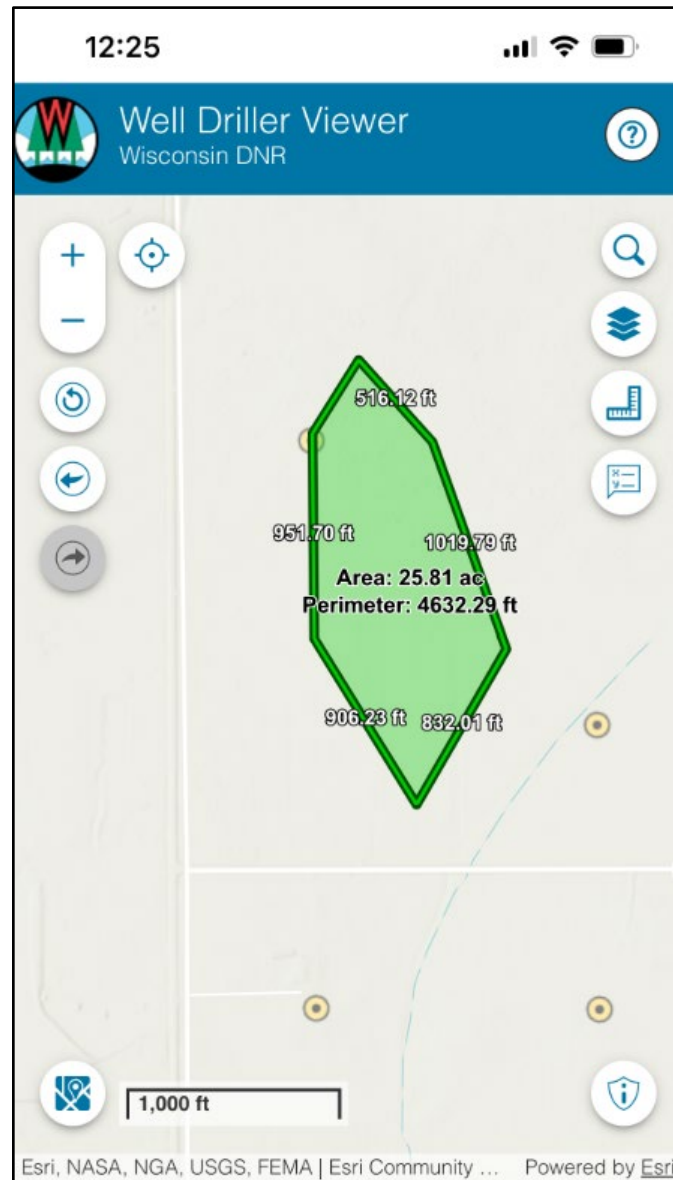 12:25
W
Well Driller Viewer
Wisconsin DNR
516.12 ft
951.70 ft
1019.79 ft
Area: 25.81 ac
Perimeter: 4632.29 ft
906.23 ft
832.01 ft
1,000 ft
Esri, NASA, NGA, USGS, FEMA | Esri Community ... Powered by Esri